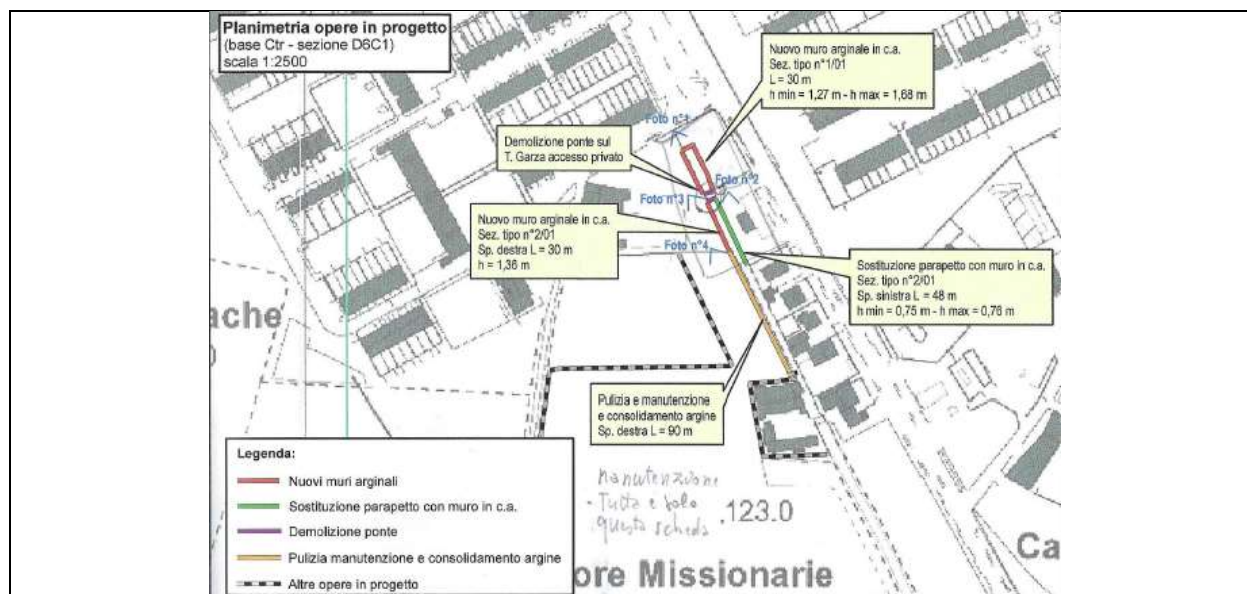 Planimetria opere in progetto
(base Ctr - sezione D6C1)
scala 1:2500
Nuovo muro arginale in c.a.
Sez. tipo n°1/01
L = 30 m
h min = 1,27 m - h max = 1,68 m
Foto n°1
Demolizione ponte sul
T. Garza accesso privato
Foto n°2
Foto n°3
Nuovo muro arginale in c.a.
Sez. tipo n°2/01
Sp. destra L = 30 m
h = 1,36 m
Foto n°4
Sostituzione parapetto con muro in c.a.
Sez. tipo n°2/01
Sp. sinistra L = 48 m
h min = 0,75 m - h max = 0,76 m
ache
Pulizia e manutenzione
e consolidamento argine
Sp. destra L = 90 m
Legenda:
Nuovi muri arginali
Sostituzione parapetto con muro in c.a.
Demolizione ponte
Pulizia manutenzione e consolidamento argine
Altre opere in progetto
manutenzione
- Tutta e solo
questa scheda
.123.0
Ca
ore Missionarie